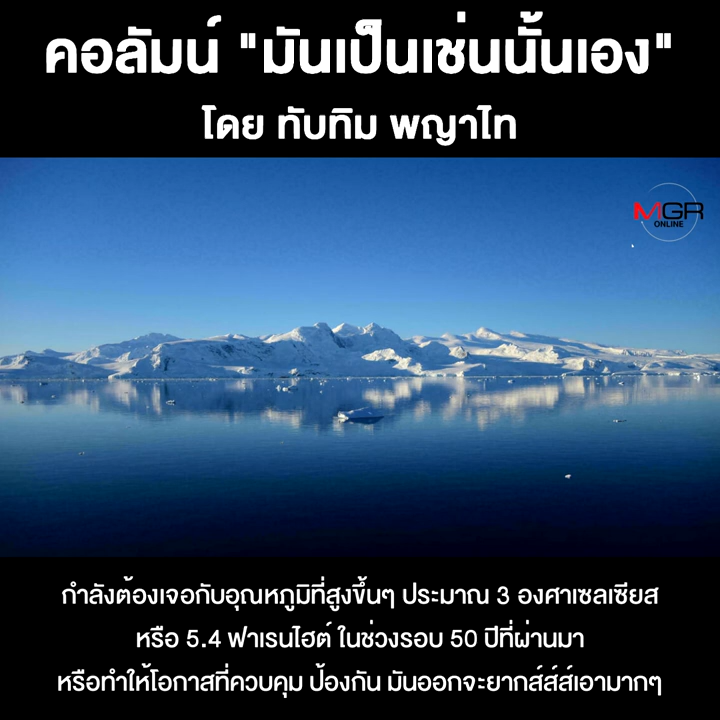 คอลัมน์ "มันเป็นเช่นนั้นเอง"
โดย ทับทิม พญาไท
MGR
ONLINE
กำลังต้องเจอกับอุณหภูมิที่สูงขึ้นๆ ประมาณ 3 องศาเซลเซียส
หรือ 5.4 ฟาเรนไฮต์ ในช่วงรอบ 50 ปีที่ผ่านมา
หรือทำให้โอกาสที่ควบคุม ป้องกัน มันออกจะยากส์ส์ส์เอามากๆ